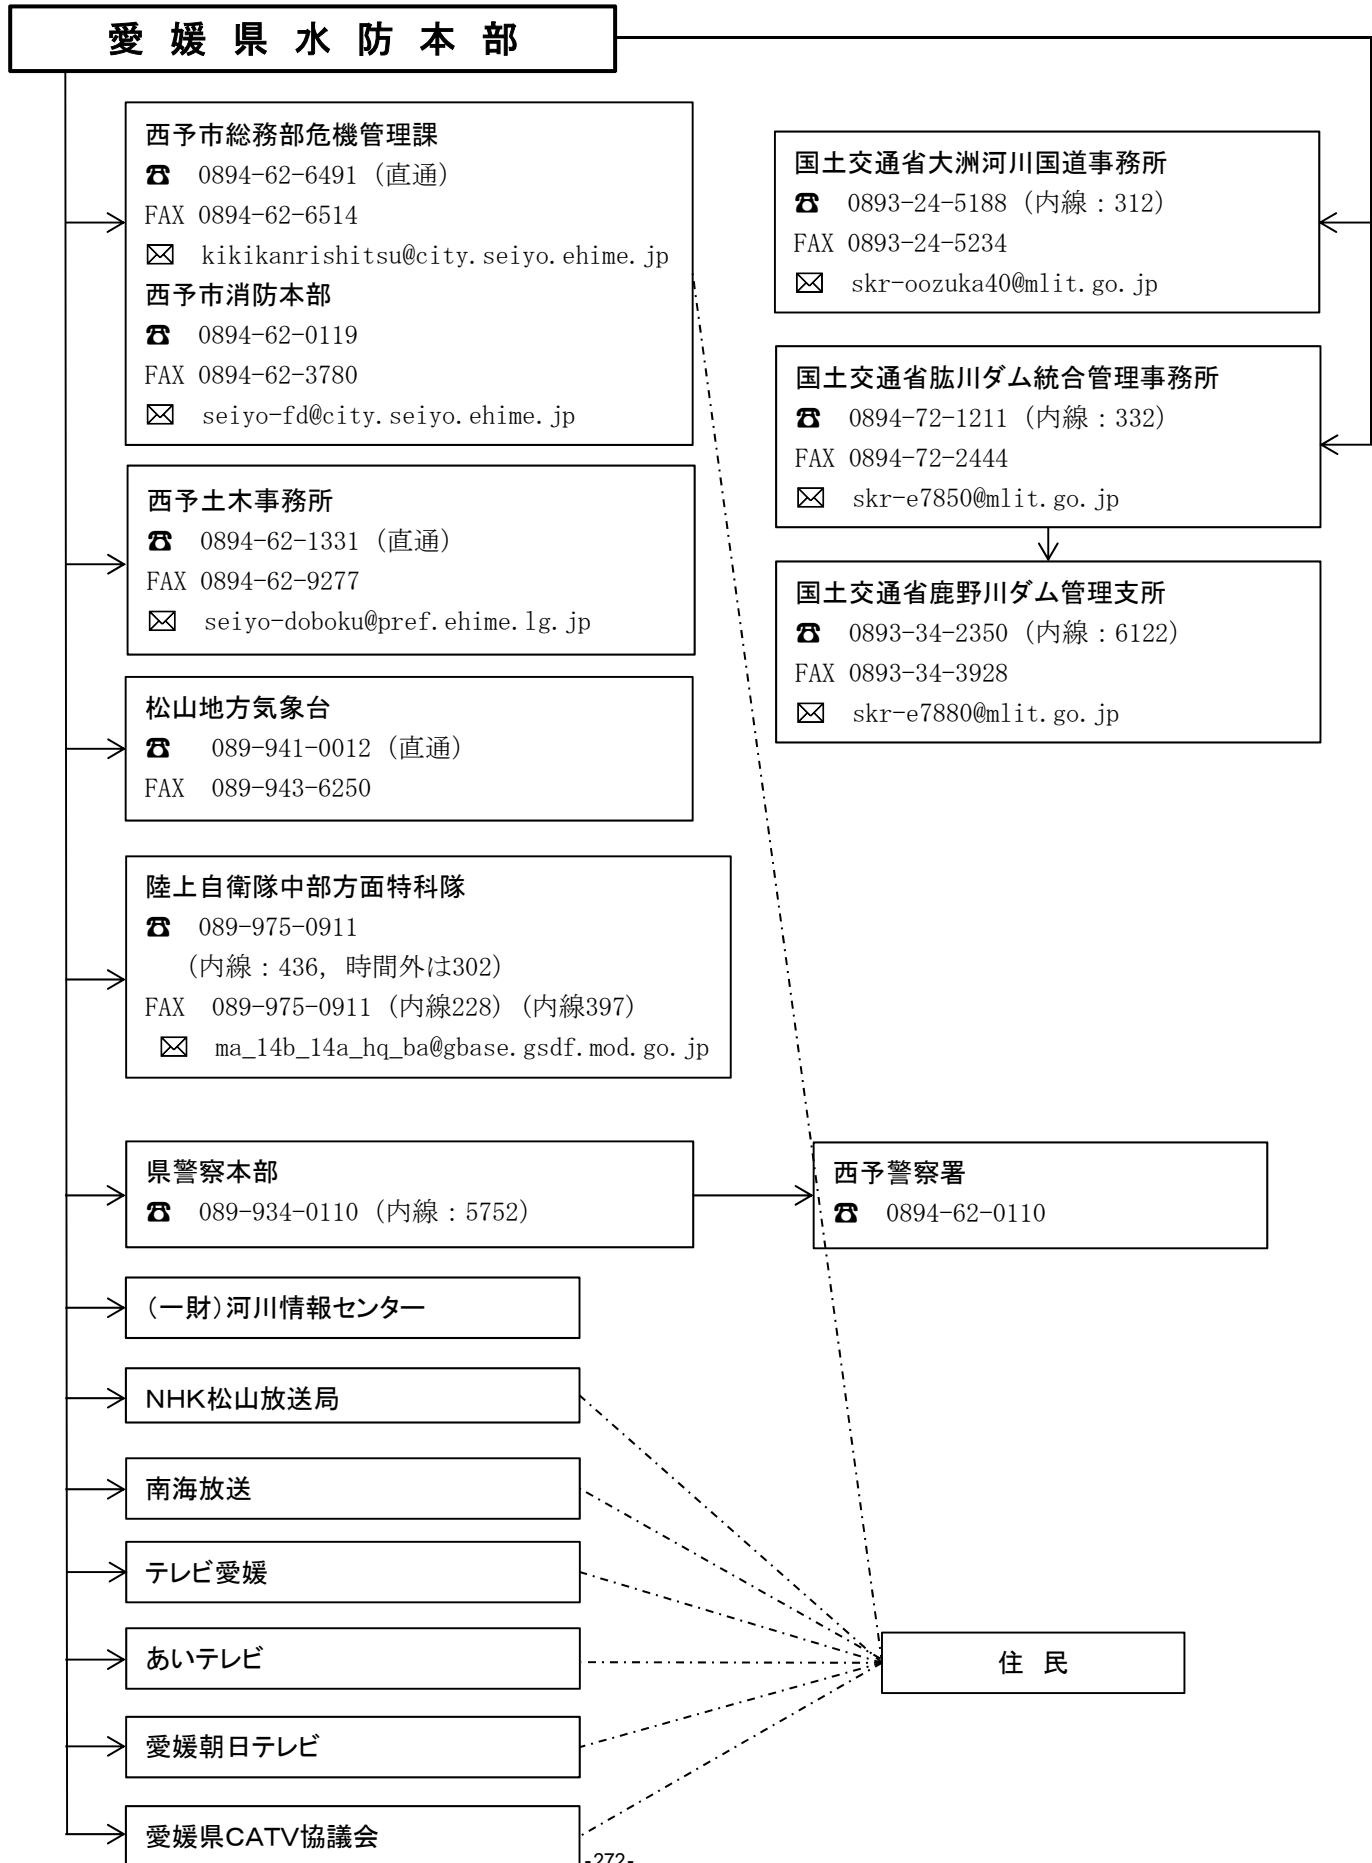 愛媛県水防本部
西予市総務部危機管理課
☎ 0894-62-6491（直通）
FAX 0894-62-6514
✉ kikikanrishitsu@city.seiyo.ehime.jp
西予市消防本部
☎ 0894-62-0119
FAX 0894-62-3780
✉ seiyo-fd@city.seiyo.ehime.jp
西予土木事務所
☎ 0894-62-1331（直通）
FAX 0894-62-9277
✉ seiyo-doboku@pref.ehime.lg.jp
松山地方気象台
☎ 089-941-0012（直通）
FAX 089-943-6250
陸上自衛隊中部方面特科隊
☎ 089-975-0911
（内線：436，時間外は302）
FAX 089-975-0911（内線228）（内線397）
✉ ma_14b_14a_hq_ba@gbase.gsdf.mod.go.jp
県警察本部
☎ 089-934-0110（内線：5752）
（一財）河川情報センター
NHK松山放送局
南海放送
テレビ愛媛
あいテレビ
愛媛朝日テレビ
愛媛県CATV協議会
国土交通省大洲河川国道事務所
☎ 0893-24-5188（内線：312）
FAX 0893-24-5234
✉ skr-oozuka40@mlit.go.jp
国土交通省肱川ダム統合管理事務所
☎ 0894-72-1211（内線：332）
FAX 0894-72-2444
✉ skr-e7850@mlit.go.jp
国土交通省鹿野川ダム管理支所
☎ 0893-34-2350（内線：6122）
FAX 0893-34-3928
✉ skr-e7880@mlit.go.jp
西予警察署
☎ 0894-62-0110
住民
-272-